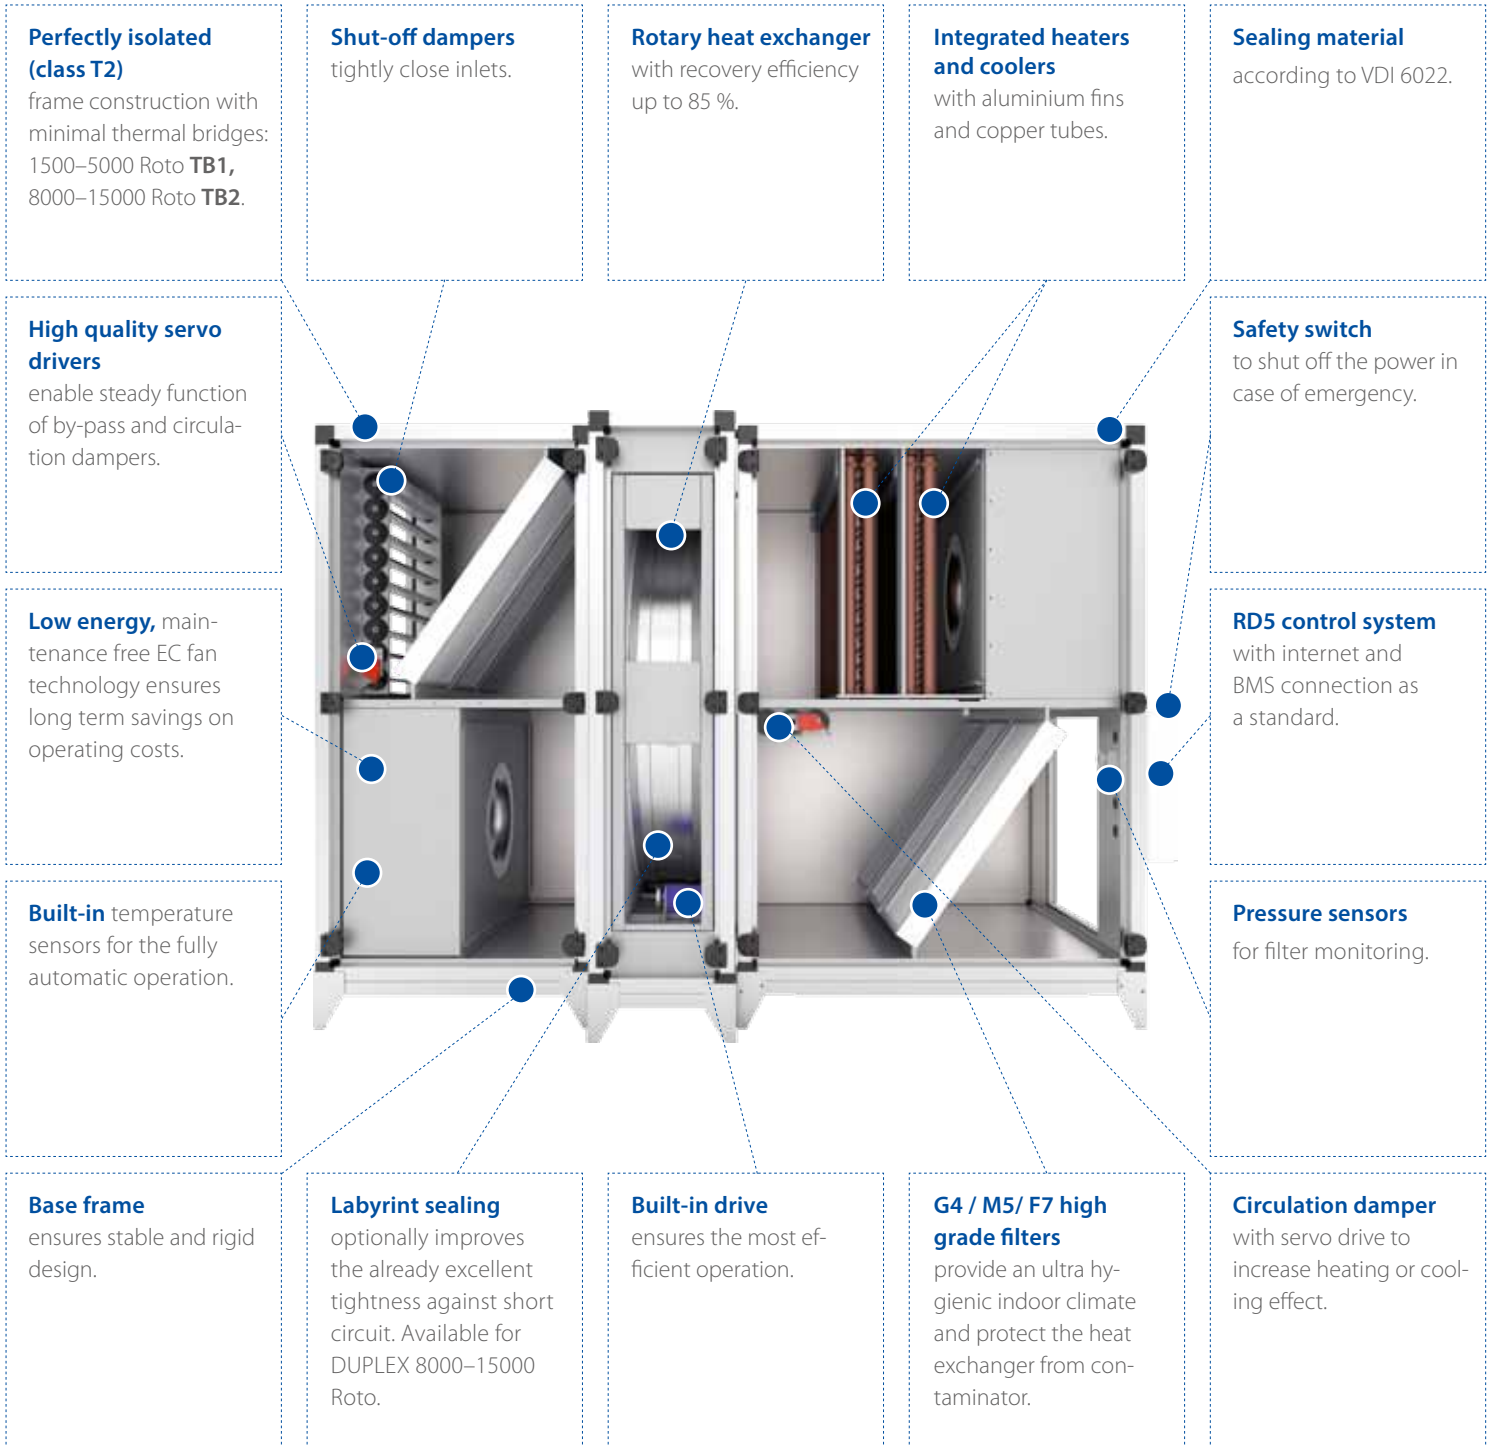 Perfectly isolated
(class T2)
frame construction with
minimal thermal bridges:
1500–5000 Roto TB1,
8000–15000 Roto TB2.
Shut-off dampers
tightly close inlets.
Rotary heat exchanger
with recovery efficiency
up to 85 %.
Integrated heaters
and coolers
with aluminium fins
and copper tubes.
Sealing material
according to VDI 6022.
High quality servo
drivers
enable steady function
of by-pass and circula-
tion dampers.
Safety switch
to shut off the power in
case of emergency.
Low energy, main-
tenance free EC fan
technology ensures
long term savings on
operating costs.
RD5 control system
with internet and
BMS connection as
a standard.
Built-in temperature
sensors for the fully
automatic operation.
Pressure sensors
for filter monitoring.
Base frame
ensures stable and rigid
design.
Labyrint sealing
optionally improves
the already excellent
tightness against short
circuit. Available for
DUPLEX 8000–15000
Roto.
Built-in drive
ensures the most ef-
ficient operation.
G4 / M5/ F7 high
grade filters
provide an ultra hy-
gienic indoor climate
and protect the heat
exchanger from con-
taminator.
Circulation damper
with servo drive to
increase heating or cool-
ing effect.